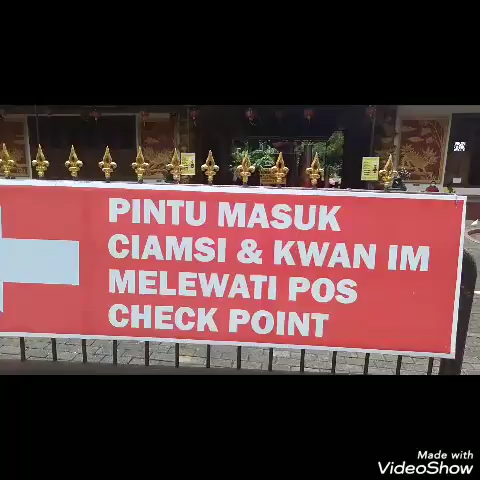 PINTU MASUK
CIAMSI & KWAN IM
MELEWATI POS
CHECK POINT
Made with
VideoShow